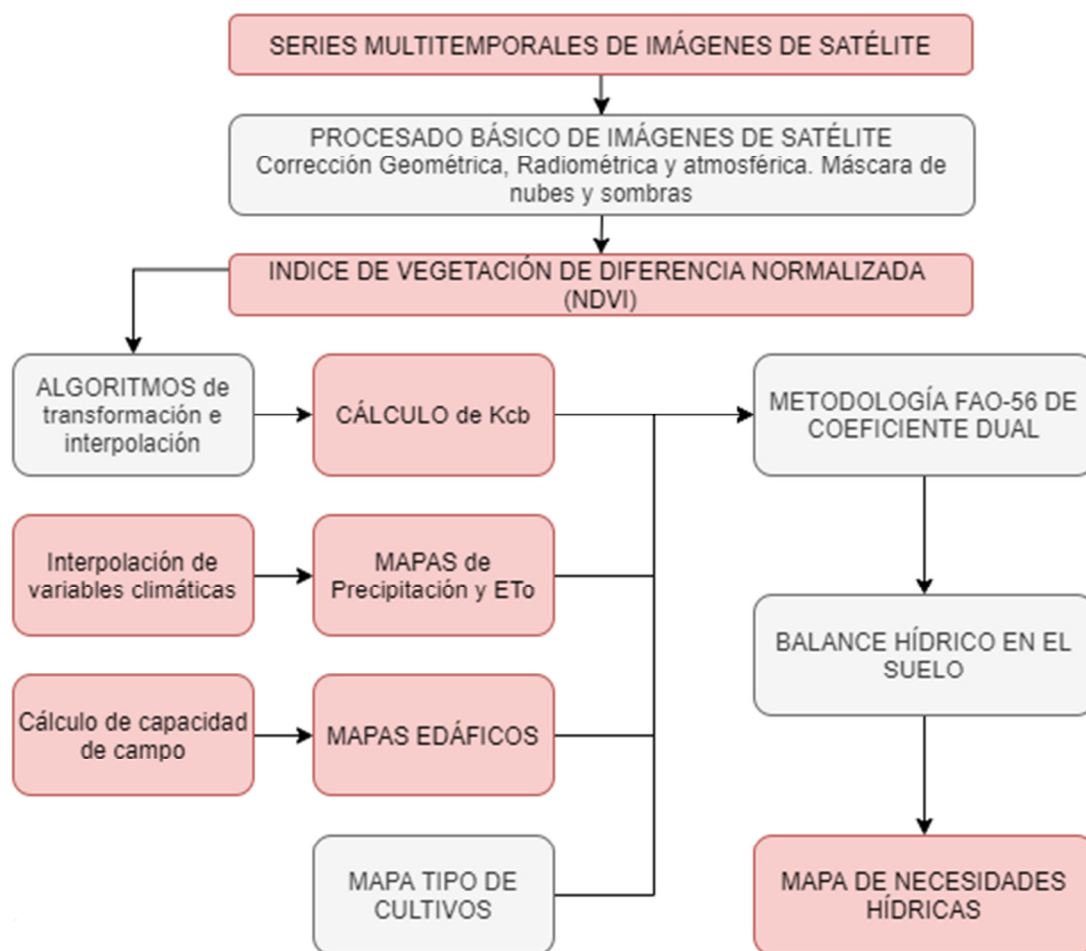 SERIES MULTITEMPORALES DE IMÁGENES DE SATÉLITE
PROCESADO BÁSICO DE IMÁGENES DE SATÉLITE
Corrección Geométrica, Radiométrica y atmosférica. Máscara de
nubes y sombras
INDICE DE VEGETACIÓN DE DIFERENCIA NORMALIZADA
(NDVI)
ALGORITMOS de
transformación e
interpolación
CÁLCULO de Kcb
METODOLOGÍA FAO-56 DE
COEFICIENTE DUAL
Interpolación de
variables climáticas
MAPAS de
Precipitación y ETo
BALANCE HÍDRICO EN EL
SUELO
Cálculo de capacidad
de campo
MAPAS EDÁFICOS
MAPA TIPO DE
CULTIVOS
MAPA DE NECESIDADES
HÍDRICAS